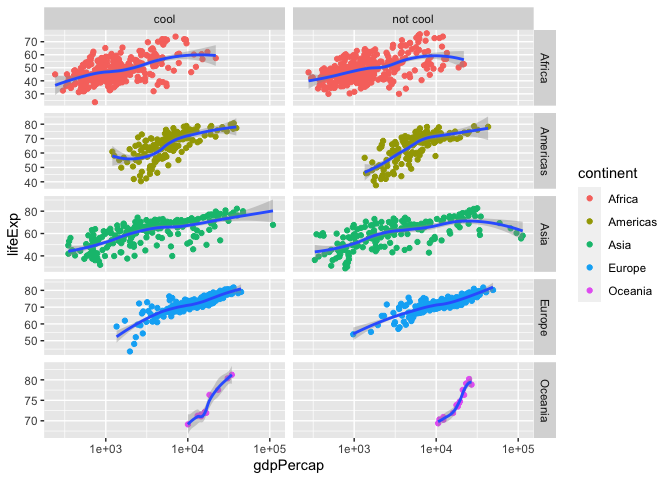 cool
not cool
70
60
50
40
30
Africa
80
70
60
50
40
Americas
80
60
40
Asia
80
70
60
50
Europe
80
75
70
Oceania
1e+03
1e+04
1e+05
1e+03
1e+04
1e+05
gdpPercap
lifeExp
continent
Africa
Americas
Asia
Europe
Oceania